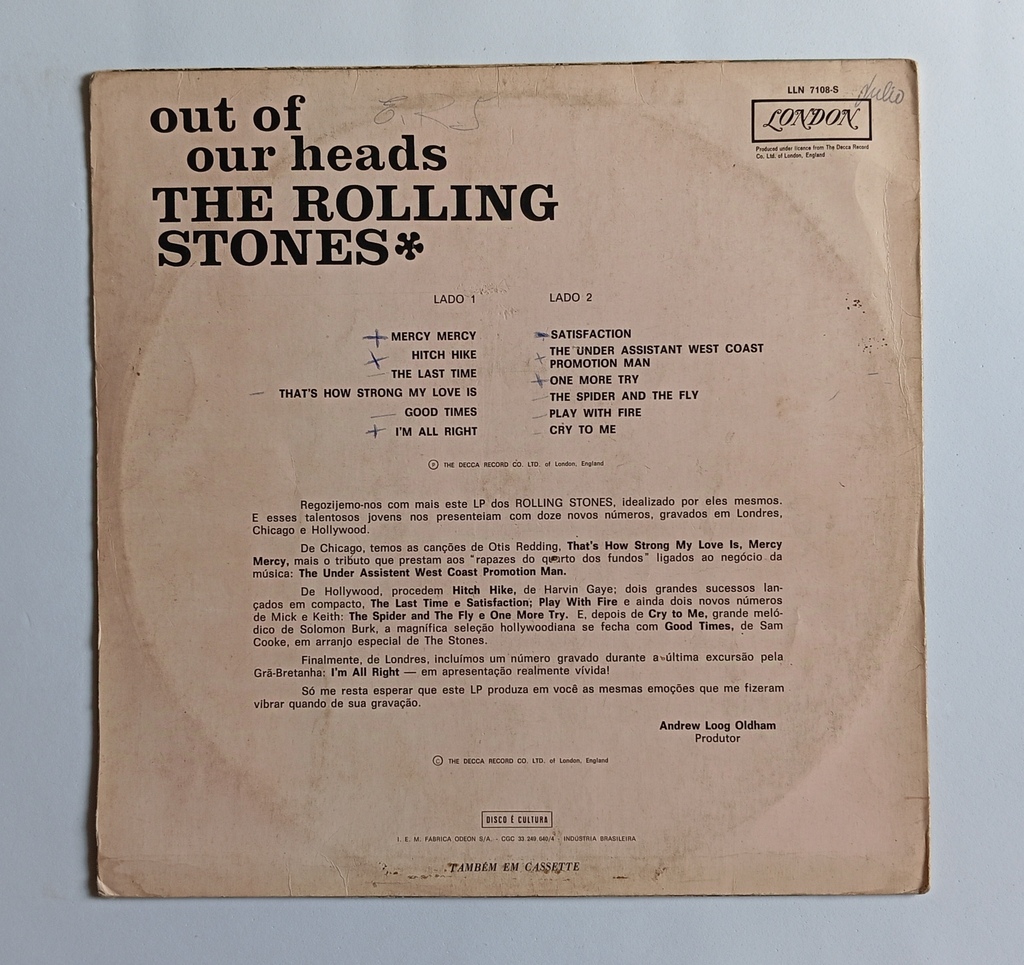 out of
our heads
THE ROLLING
STONES*
LLN 7108-S
Julio
LONDON
Produced under licence from The Decca Record
Co. Ltd. of London, England
E.R.S
LADO 1
MERCY MERCY
HITCH HIKE
THE LAST TIME
THAT'S HOW STRONG MY LOVE IS
GOOD TIMES
I'M ALL RIGHT
LADO 2
SATISFACTION
THE UNDER ASSISTANT WEST COAST
PROMOTION MAN
ONE MORE TRY
THE SPIDER AND THE FLY
PLAY WITH FIRE
CRY TO ME
Ⓟ THE DECCA RECORD CO. LTD. of London, England
Regozijemo-nos com mais este LP dos ROLLING STONES, idealizado por eles mesmos.
E esses talentosos jovens nos presenteiam com doze novos números, gravados em Londres,
Chicago e Hollywood.
De Chicago, temos as canções de Otis Redding, That's How Strong My Love Is, Mercy
Mercy, mais o tributo que prestam aos "rapazes do quarto dos fundos" ligados ao negócio da
música: The Under Assistent West Coast Promotion Man.
De Hollywood, procedem Hitch Hike, de Harvin Gaye; dois grandes sucessos lan-
çados em compacto, The Last Time e Satisfaction; Play With Fire e ainda dois novos números
de Mick e Keith: The Spider and The Fly e One More Try. E, depois de Cry to Me, grande meló-
dico de Solomon Burk, a magnífica seleção hollywoodiana se fecha com Good Times, de Sam
Cooke, em arranjo especial de The Stones.
Finalmente, de Londres, incluímos um número gravado durante a última excursão pela
Grã-Bretanha: I'm All Right — em apresentação realmente vívida!
Só me resta esperar que este LP produza em você as mesmas emoções que me fizeram
vibrar quando de sua gravação.
Andrew Loog Oldham
Produtor
© THE DECCA RECORD CO. LTD. of London, England
DISCO É CULTURA
I. E. M. FABRICA ODEON S/A. - CGC 33.249.640/4 - INDÚSTRIA BRASILEIRA
TAMBÉM EM CASSETTE